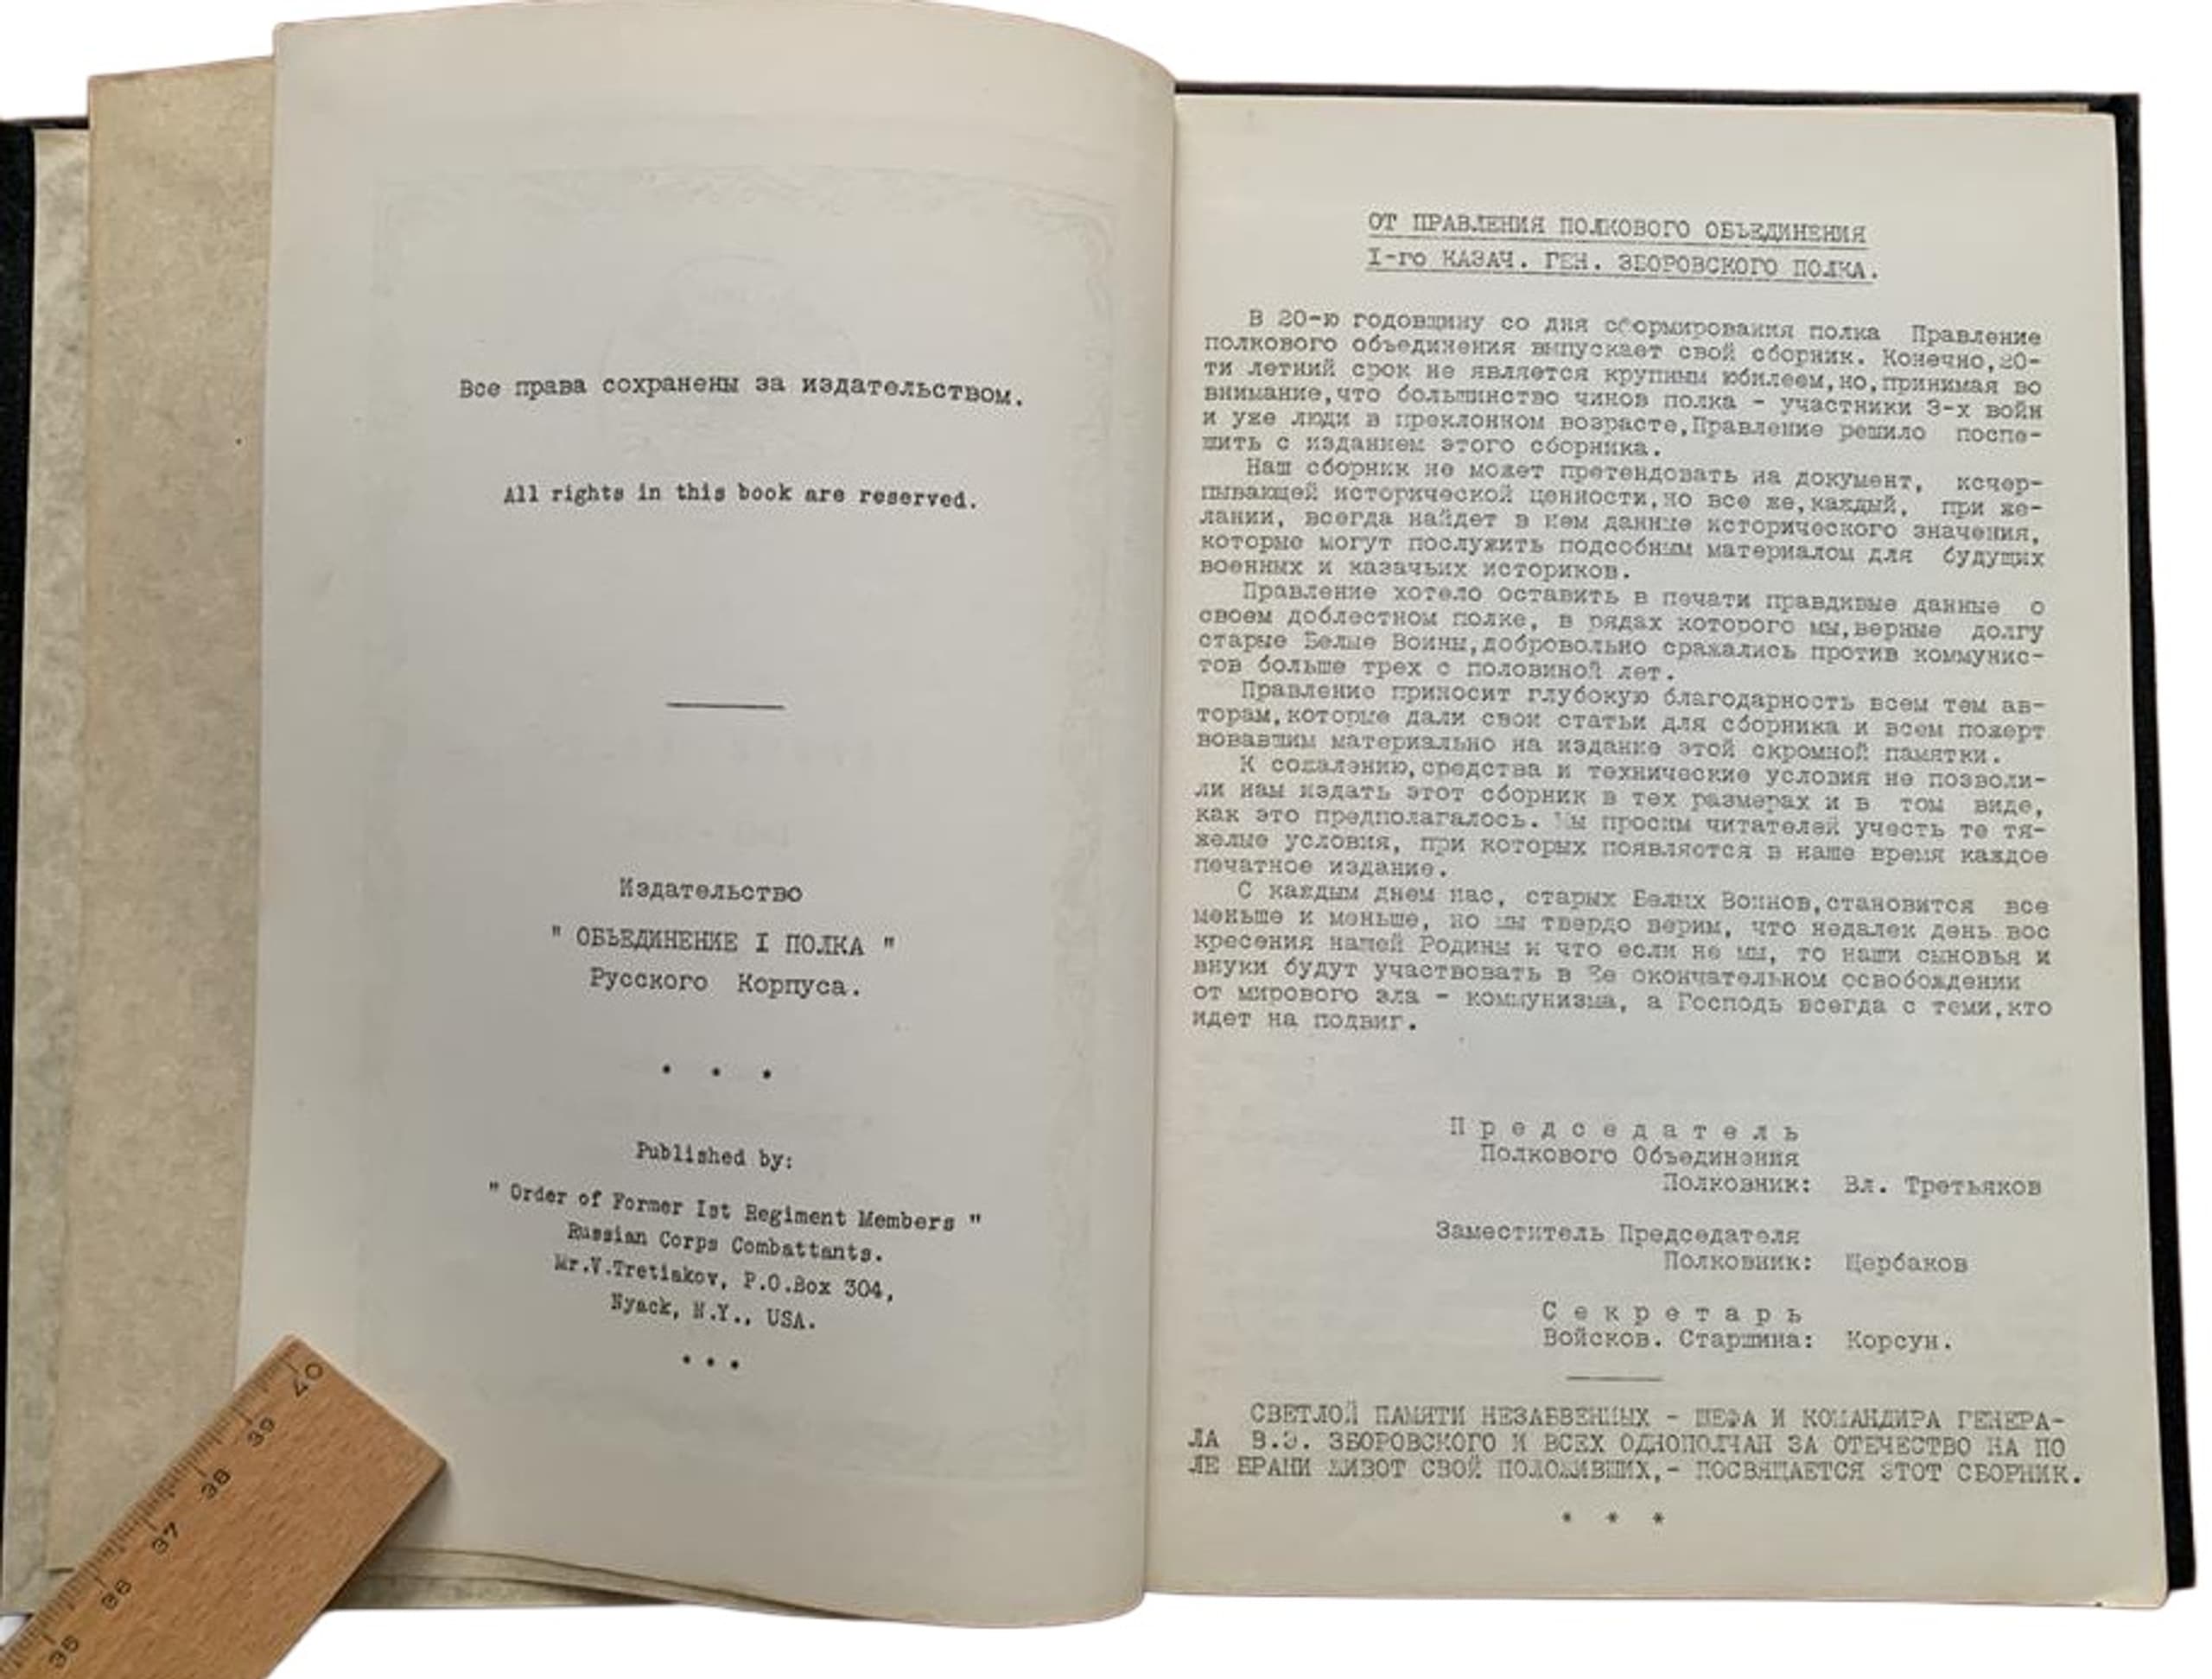 Все права сохранены за издательством.
All rights in this book are reserved.
Издательство
" ОБЪЕДИНЕНИЕ I ПОЛКА "
Русского Корпуса.
* * *
Published by:
" Order of Former Ist Regiment Members "
Russian Corps Combattants.
Mr.V.Tretiakov, P.O.Box 304,
Nyack, N.Y., USA.
* * *
40
39
38
37
36
35
ОТ ПРАВЛЕНИЯ ПОЛКОВОГО ОБЪЕДИНЕНИЯ
I-го КАЗАЧ. ГЕН. ЗБОРОВСКОГО ПОЛКА.
В 20-ю годовщину со дня сформирования полка Правление
полкового объединения выпускает свой сборник. Конечно,20-
ти летний срок не является крупным юбилеем,но,принимая во
внимание,что большинство чинов полка - участники 3-х войн
и уже люди в преклонном возрасте,Правление решило поспе-
шить с изданием этого сборника.
Наш сборник не может претендовать на документ, исчер-
пывающей исторической ценности,но все же,каждый, при же-
лании, всегда найдет в нем данные исторического значения,
которые могут послужить подсобным материалом для будущих
военных и казачьих историков.
Правление хотело оставить в печати правдивые данные о
своем доблестном полке, в рядах которого мы,верные долгу
старые Белые Воины,добровольно сражались против коммунис-
тов больше трех с половиной лет.
Правление приносит глубокую благодарность всем тем ав-
торам,которые дали свои статьи для сборника и всем пожерт
вовавшим материально на издание этой скромной памятки.
К сожалению,средства и технические условия не позволи-
ли нам издать этот сборник в тех размерах и в том виде,
как это предполагалось. Мы просим читателей учесть те тя-
желые условия, при которых появляется в наше время каждое
печатное издание.
С каждым днем нас, старых Белых Воинов,становится все
меньше и меньше, но мы твердо верим, что недалек день вос
кресения нашей Родины и что если не мы, то наши сыновья и
внуки будут участвовать в Ее окончательном освобождении
от мирового зла - коммунизма, а Господь всегда с теми,кто
идет на подвиг.
Председатель
Полкового Объединения
Полковник: Вл. Третьяков
Заместитель Председателя
Полковник: Щербаков
Секретарь
Войсков. Старшина: Корсун.
СВЕТЛОЙ ПАМЯТИ НЕЗАБВЕННЫХ - ШЕФА И КОМАНДИРА ГЕНЕРА-
ЛА В.Э. ЗБОРОВСКОГО И ВСЕХ ОДНОПОЛЧАН ЗА ОТЕЧЕСТВО НА ПО
ЛЕ БРАНИ ЖИВОТ СВОЙ ПОЛОЖИВШИХ,- ПОСВЯЩАЕТСЯ ЭТОТ СБОРНИК.
* * *